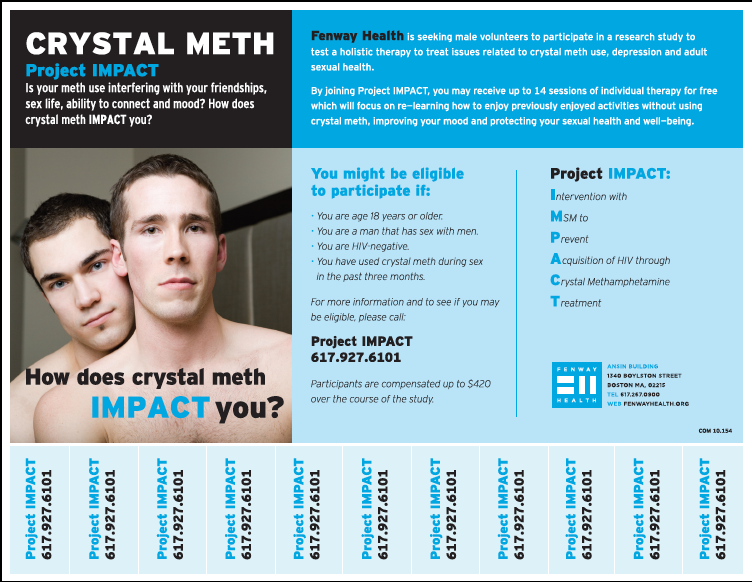 CRYSTAL METH
Project IMPACT
Is your meth use interfering with your friendships,
sex life, ability to connect and mood? How does
crystal meth IMPACT you?
Fenway Health is seeking male volunteers to participate in a research study to
test a holistic therapy to treat issues related to crystal meth use, depression and adult
sexual health.
By joining Project IMPACT, you may receive up to 14 sessions of individual therapy for free
which will focus on re–learning how to enjoy previously enjoyed activities without using
crystal meth, improving your mood and protecting your sexual health and well–being.
How does crystal meth
IMPACT you?
You might be eligible
to participate if:
· You are age 18 years or older.
· You are a man that has sex with men.
· You are HIV-negative.
· You have used crystal meth during sex
in the past three months.
For more information and to see if you may
be eligible, please call:
Project IMPACT
617.927.6101
Participants are compensated up to $420
over the course of the study.
Project IMPACT:
Intervention with
MSM to
Prevent
Acquisition of HIV through
Crystal Methamphetamine
Treatment
FENWAY
HEALTH
ANSIN BUILDING
1340 BOYLSTON STREET
BOSTON MA, 02215
TEL 617.267.0900
WEB FENWAYHEALTH.ORG
COM 10.154
Project IMPACT
617.927.6101
Project IMPACT
617.927.6101
Project IMPACT
617.927.6101
Project IMPACT
617.927.6101
Project IMPACT
617.927.6101
Project IMPACT
617.927.6101
Project IMPACT
617.927.6101
Project IMPACT
617.927.6101
Project IMPACT
617.927.6101
Project IMPACT
617.927.6101
Project IMPACT
617.927.6101